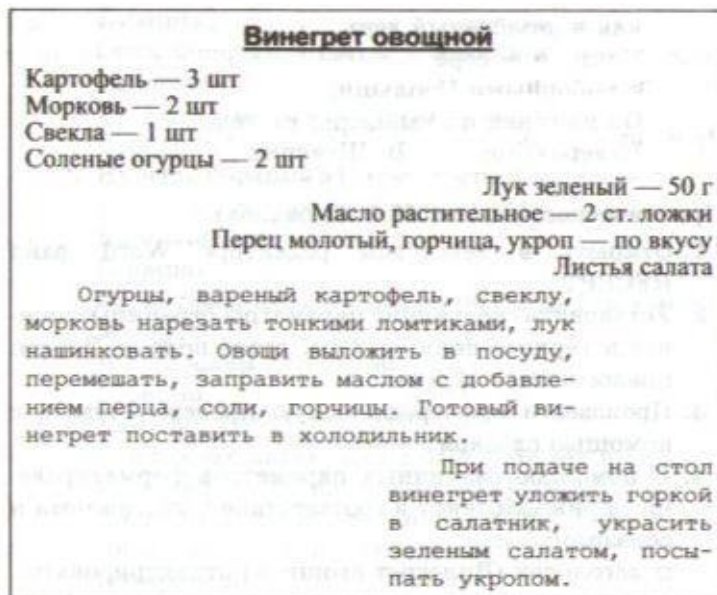 Винегрет овощной
Картофель — 3 шт
Морковь — 2 шт
Свекла — 1 шт
Соленые огурцы — 2 шт
Лук зеленый — 50 г
Масло растительное — 2 ст. ложки
Перец молотый, горчица, укроп — по вкусу
Листья салата
Огурцы, вареный картофель, свеклу,
морковь нарезать тонкими ломтиками, лук
нашинковать. Овощи выложить в посуду,
перемешать, заправить маслом с добавле-
нием перца, соли, горчицы. Готовый ви-
негрет поставить в холодильник.
При подаче на стол
винегрет уложить горкой
в салатник, украсить
зеленым салатом, посы-
пать укропом.